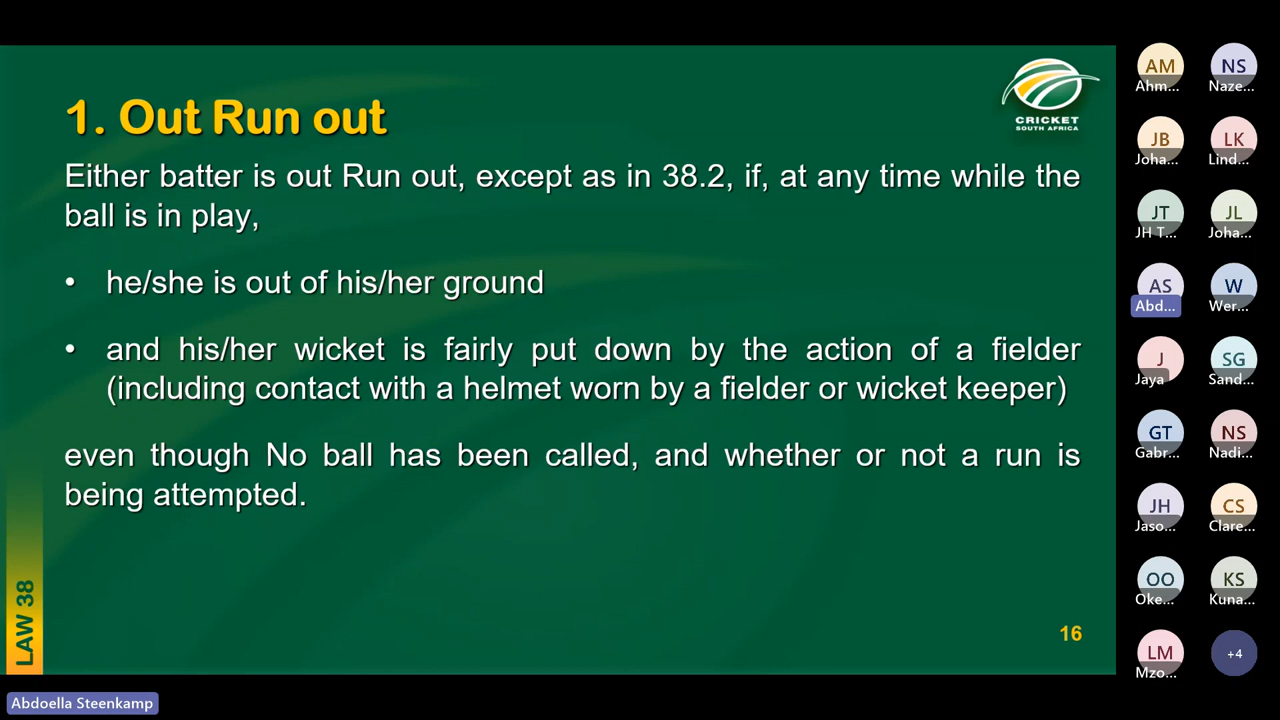 1. Out Run out
CRICKET
SOUTH AFRICA
Either batter is out Run out, except as in 38.2, if, at any time while the
ball is in play,
• he/she is out of his/her ground
• and his/her wicket is fairly put down by the action of a fielder
(including contact with a helmet worn by a fielder or wicket keeper)
even though No ball has been called, and whether or not a run is
being attempted.
LAW 38
16
Abdoella Steenkamp
AM
Ahm...
NS
Naze...
JB
Joha...
LK
Lind...
JT
JH T...
JL
Joha...
AS
Abd...
W
Wer...
J
Jaya
SG
Sand...
GT
Gabr...
NS
Nadi...
JH
Jaso...
CS
Clare...
OO
Oke...
KS
Kuna...
LM
Mzo...
+4